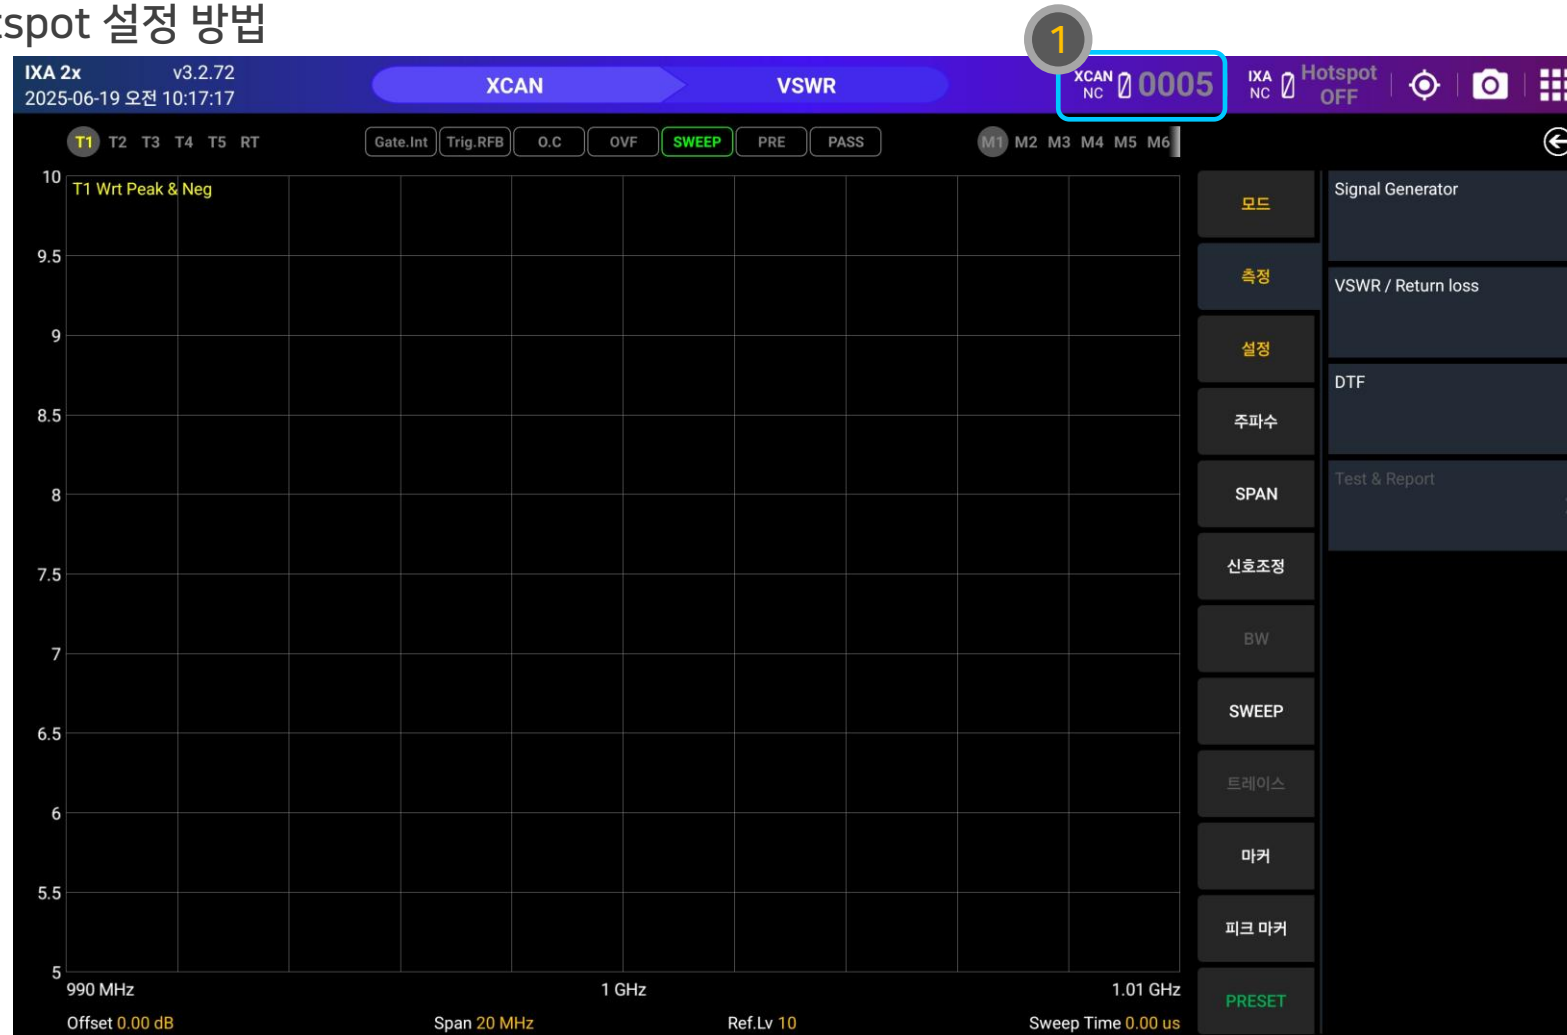 tspot 설정 방법
1
IXA 2x v3.2.72
2025-06-19 오전 10:17:17
XCAN
VSWR
XCAN
NC
0005
IXA
NC
Hotspot
OFF
T1 T2 T3 T4 T5 RT
Gate.Int Trig.RFB O.C OVF SWEEP PRE PASS
M1 M2 M3 M4 M5 M6
T1 Wrt Peak & Neg
10
9.5
9
8.5
8
7.5
7
6.5
6
5.5
5
990 MHz 1 GHz 1.01 GHz
Offset 0.00 dB Span 20 MHz Ref.Lv 10 Sweep Time 0.00 us
모드
측정
설정
주파수
SPAN
신호조정
BW
SWEEP
트레이스
마커
피크 마커
PRESET
Signal Generator
VSWR / Return loss
DTF
Test & Report